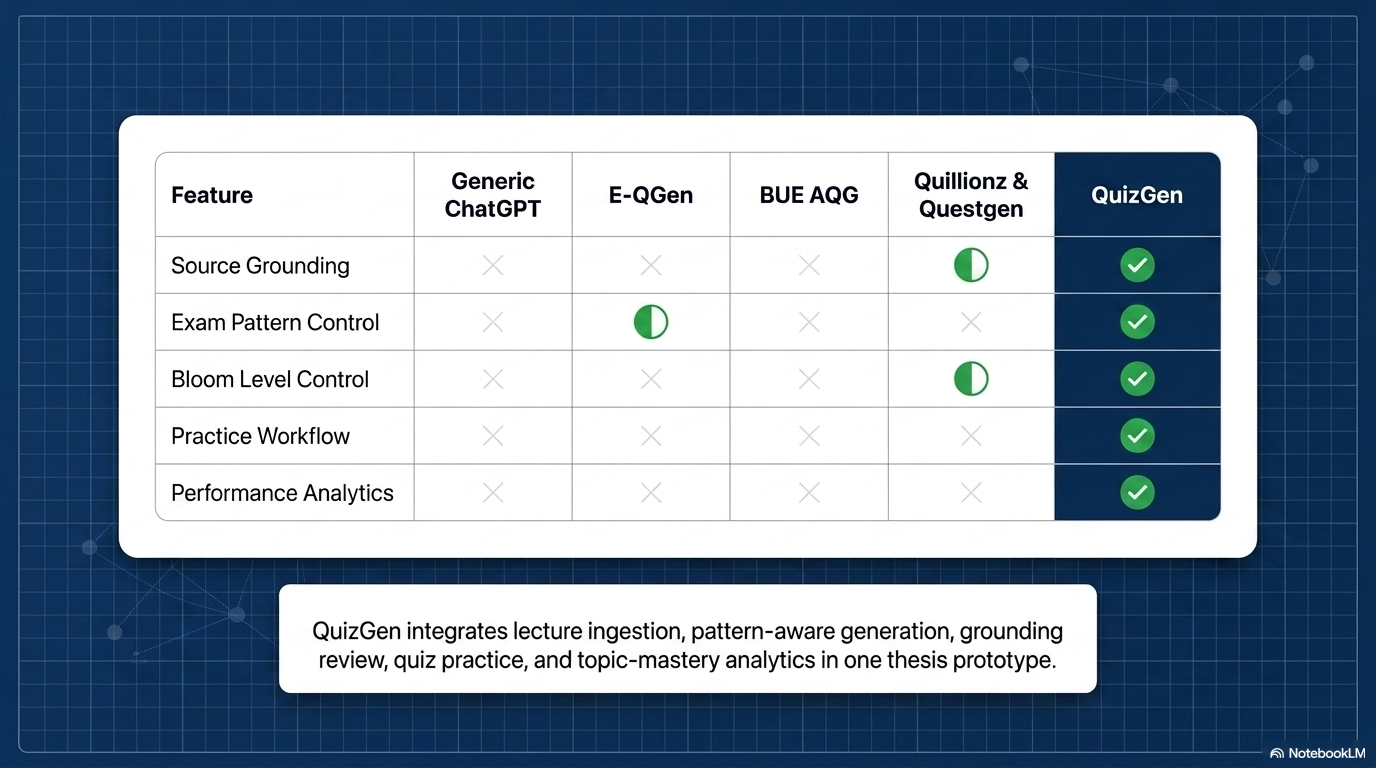 Feature
Generic
ChatGPT
E-QGen
BUE AQG
Quillionz &
Questgen
QuizGen
Source Grounding
Exam Pattern Control
Bloom Level Control
Practice Workflow
Performance Analytics
QuizGen integrates lecture ingestion, pattern-aware generation, grounding
review, quiz practice, and topic-mastery analytics in one thesis prototype.
NotebookLM